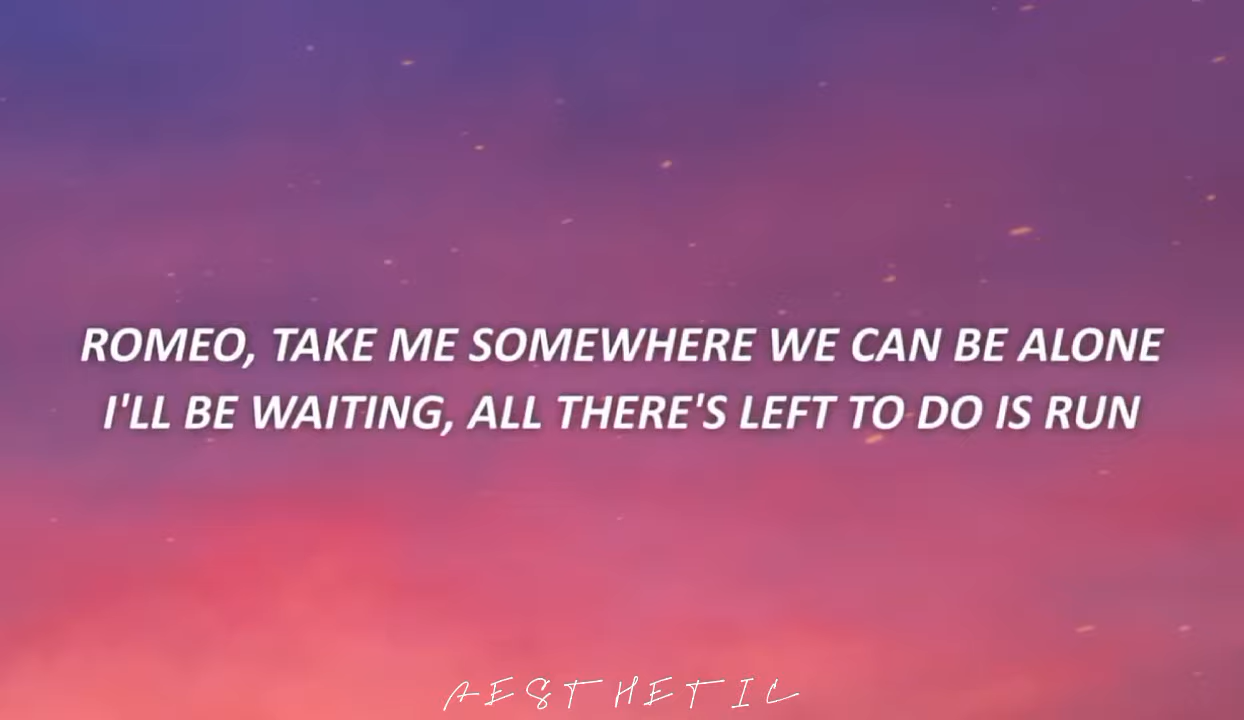 ROMEO, TAKE ME SOMEWHERE WE CAN BE ALONE
I'LL BE WAITING, ALL THERE'S LEFT TO DO IS RUN
AESTHETIC